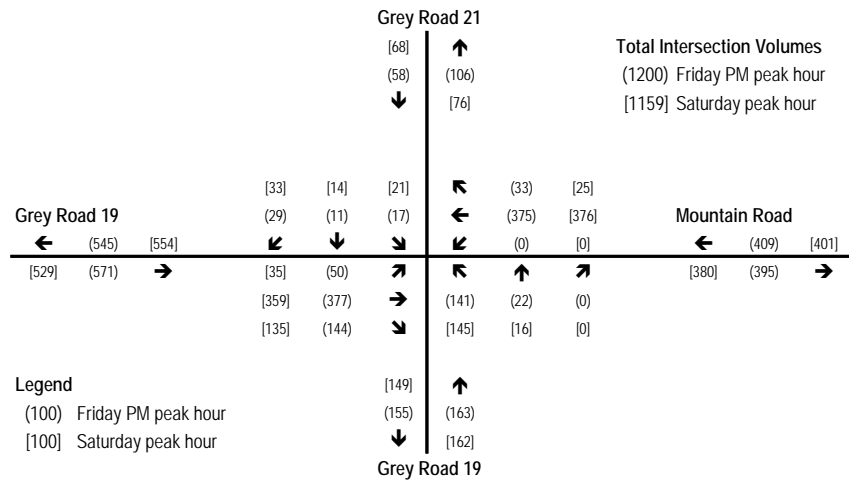 Grey Road 21
[68]
Total Intersection Volumes
(58) (106)
(1200) Friday PM peak hour
[76]
[1159] Saturday peak hour
[33] [14] [21] (33) [25]
Grey Road 19 (29) (11) (17) (375) [376] Mountain Road
(545) [554] (0) [0] (409) [401]
[529] (571) [35] (50) [380] (395)
[359] (377) (141) (22) (0)
[135] (144) [145] [16] [0]
Legend [149]
(100) Friday PM peak hour (155) (163)
[100] Saturday peak hour [162]
Grey Road 19